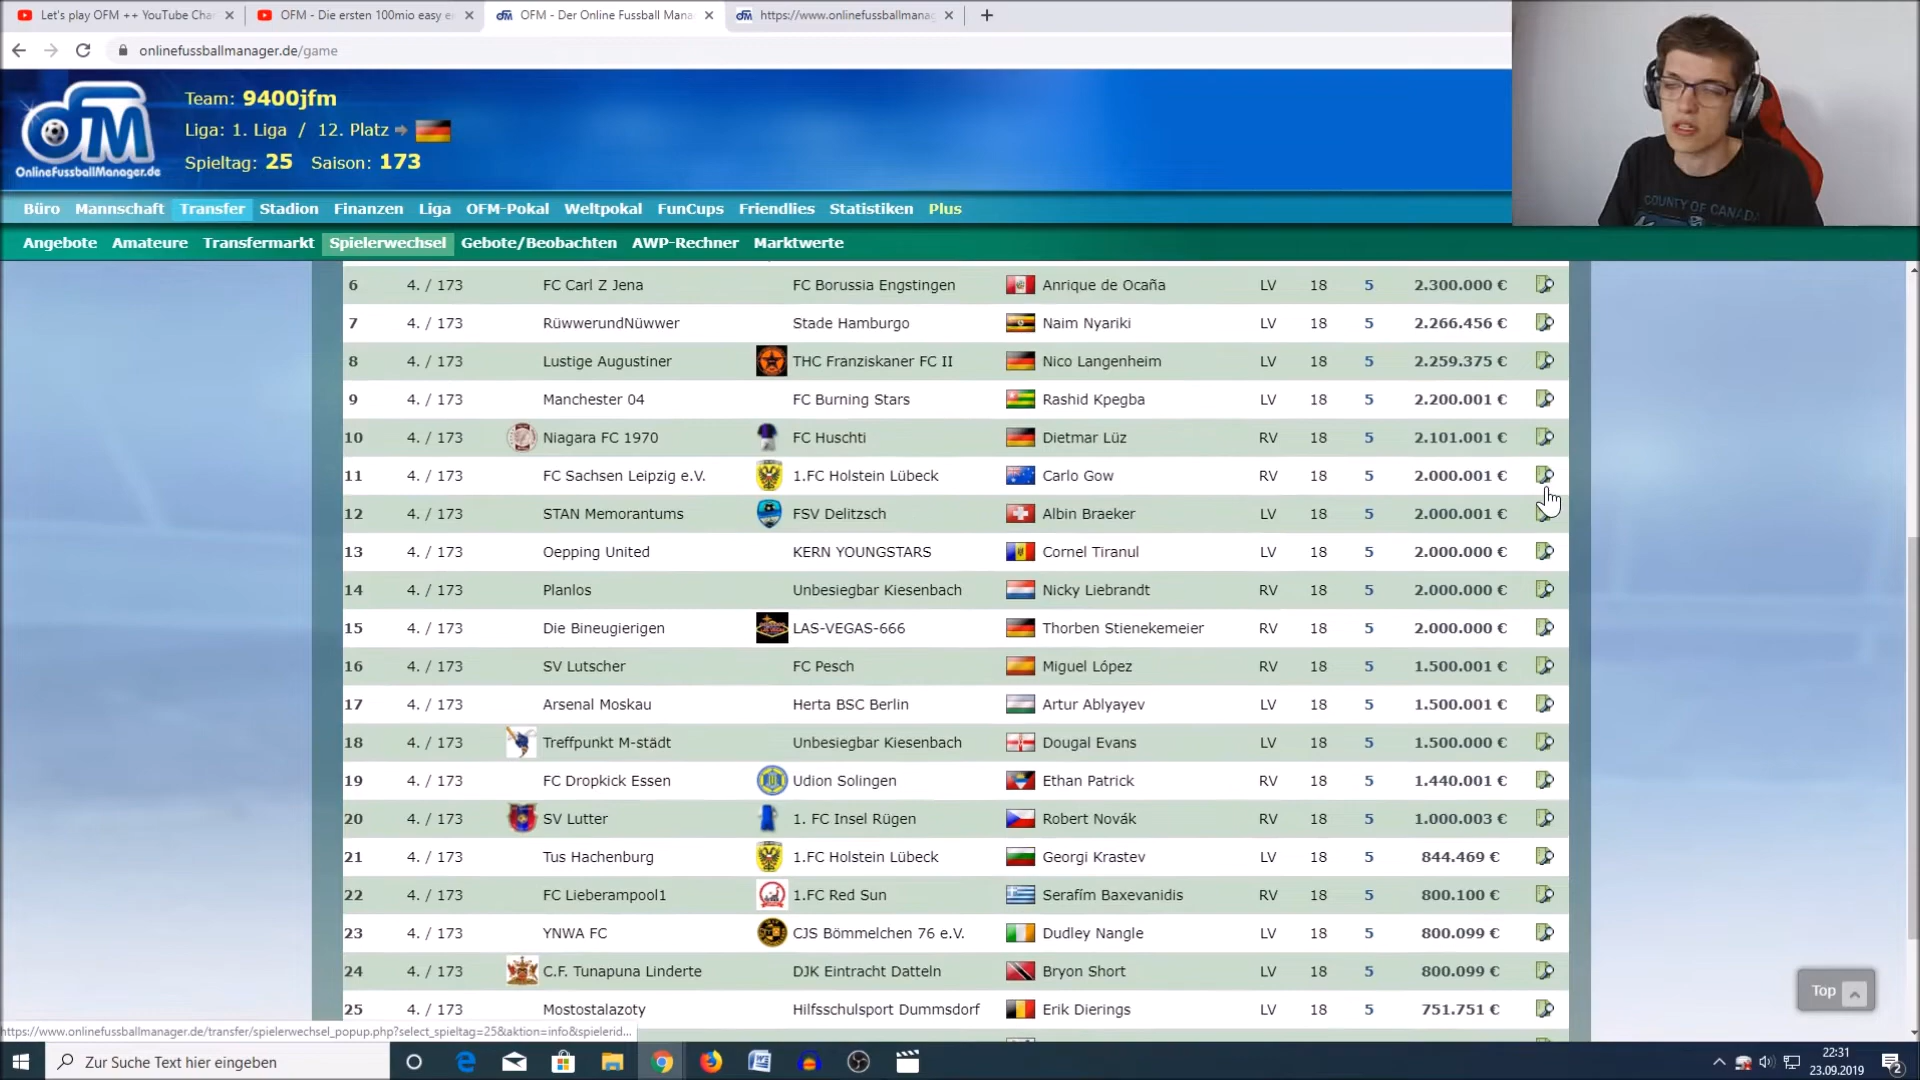 Let's play OFM ++ YouTube Cha
OFM - Die ersten 100mio easy e
OFM - Der Online Fussball Mana
https://www.onlinefussballmanag
onlinefussballmanager.de/game
OFM
OnlineFussballManager.de
Team: 9400jfm
Liga: 1. Liga / 12. Platz
Spieltag: 25 Saison: 173
COUNTY OF CANADA
Büro Mannschaft Transfer Stadion Finanzen Liga OFM-Pokal Weltpokal FunCups Friendlies Statistiken Plus
Angebote Amateure Transfermarkt Spielerwechsel Gebote/Beobachten AWP-Rechner Marktwerte
6 4. / 173 FC Carl Z Jena FC Borussia Engstingen Anrique de Ocaña LV 18 5 2.300.000 €
7 4. / 173 RüwwerundNüwwer Stade Hamburgo Naim Nyariki LV 18 5 2.266.456 €
8 4. / 173 Lustige Augustiner THC Franziskaner FC II Nico Langenheim LV 18 5 2.259.375 €
9 4. / 173 Manchester 04 FC Burning Stars Rashid Kpegba LV 18 5 2.200.001 €
10 4. / 173 Niagara FC 1970 FC Huschti Dietmar Lüz RV 18 5 2.101.001 €
11 4. / 173 FC Sachsen Leipzig e.V. 1.FC Holstein Lübeck Carlo Gow RV 18 5 2.000.001 €
12 4. / 173 STAN Memorantums FSV Delitzsch Albin Braeker LV 18 5 2.000.001 €
13 4. / 173 Oepping United KERN YOUNGSTARS Cornel Tiranul LV 18 5 2.000.000 €
14 4. / 173 Planlos Unbesiegbar Kiesenbach Nicky Liebrandt RV 18 5 2.000.000 €
15 4. / 173 Die Bineugierigen LAS-VEGAS-666 Thorben Stienekemeier RV 18 5 2.000.000 €
16 4. / 173 SV Lutscher FC Pesch Miguel López RV 18 5 1.500.001 €
17 4. / 173 Arsenal Moskau Herta BSC Berlin Artur Ablyayev LV 18 5 1.500.001 €
18 4. / 173 Treffpunkt M-städt Unbesiegbar Kiesenbach Dougal Evans LV 18 5 1.500.000 €
19 4. / 173 FC Dropkick Essen Udion Solingen Ethan Patrick RV 18 5 1.440.001 €
20 4. / 173 SV Lutter 1. FC Insel Rügen Robert Novák RV 18 5 1.000.003 €
21 4. / 173 Tus Hachenburg 1.FC Holstein Lübeck Georgi Krastev LV 18 5 844.469 €
22 4. / 173 FC Lieberampool1 1.FC Red Sun Serafím Baxevanidis RV 18 5 800.100 €
23 4. / 173 YNWA FC CJS Bömmelchen 76 e.V. Dudley Nangle LV 18 5 800.099 €
24 4. / 173 C.F. Tunapuna Linderte DJK Eintracht Datteln Bryon Short LV 18 5 800.099 €
25 4. / 173 Mostostalazoty Hilfsschulsport Dummsdorf Erik Dierings LV 18 5 751.751 €
Top
https://www.onlinefussballmanager.de/transfer/spielerwechsel_popup.php?select_spieltag=25&aktion=info&spielerid...
Zur Suche Text hier eingeben
22:31
23.09.2019
2